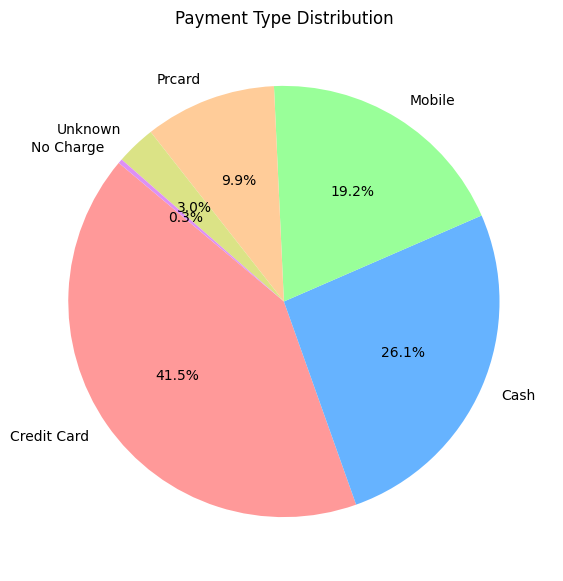 Payment Type Distribution
Prcard
Mobile
Unknown
No Charge
9.9%
19.2%
3.0%
0.3%
26.1%
41.5%
Cash
Credit Card